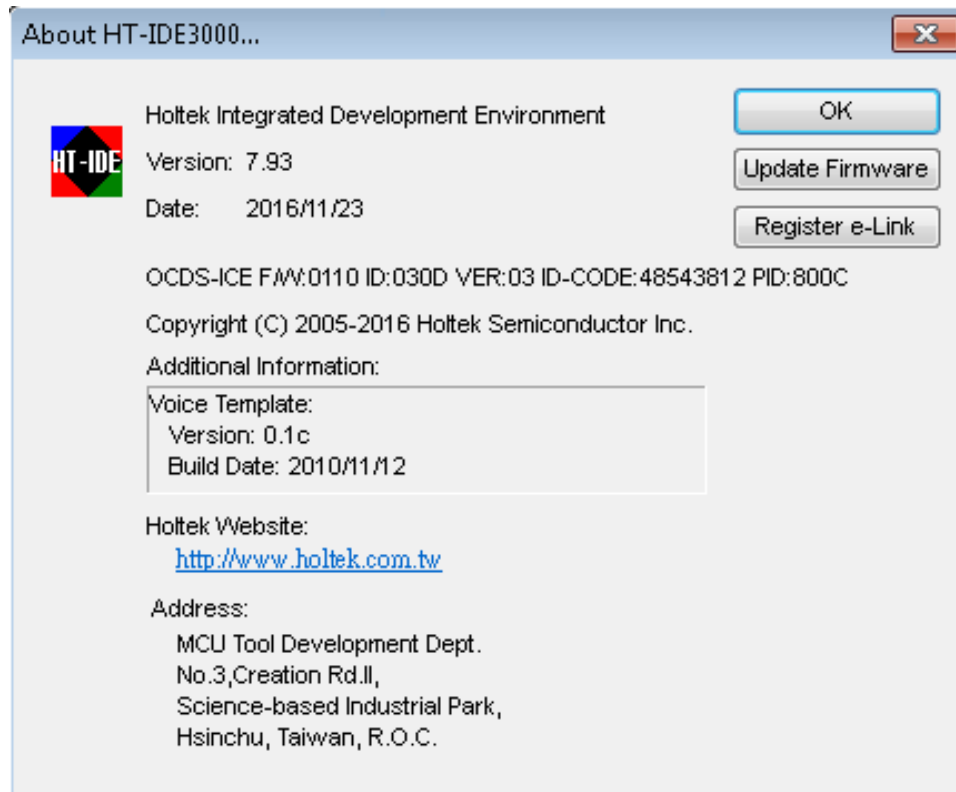 About HT-IDE3000...
HT-IDE
Holtek Integrated Development Environment
Version: 7.93
Date: 2016/11/23
OK
Update Firmware
Register e-Link
OCDS-ICE F/W:0110 ID:030D VER:03 ID-CODE:48543812 PID:800C
Copyright (C) 2005-2016 Holtek Semiconductor Inc.
Additional Information:
Voice Template:
Version: 0.1c
Build Date: 2010/11/12
Holtek Website:
http://www.holtek.com.tw
Address:
MCU Tool Development Dept.
No.3,Creation Rd.II,
Science-based Industrial Park,
Hsinchu, Taiwan, R.O.C.